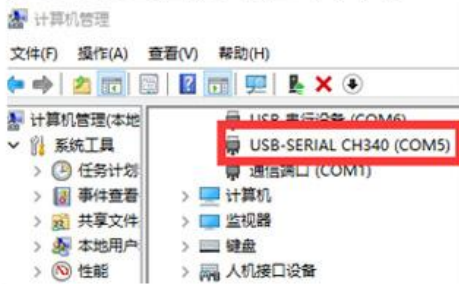 计算机管理
文件(F) 操作(A) 查看(V) 帮助(H)
计算机管理(本地
系统工具
任务计划
事件查看
共享文件
本地用户
性能
USB 串行设备 (COM6)
USB-SERIAL CH340 (COM5)
通信端口 (COM1)
计算机
监视器
键盘
人机接口设备